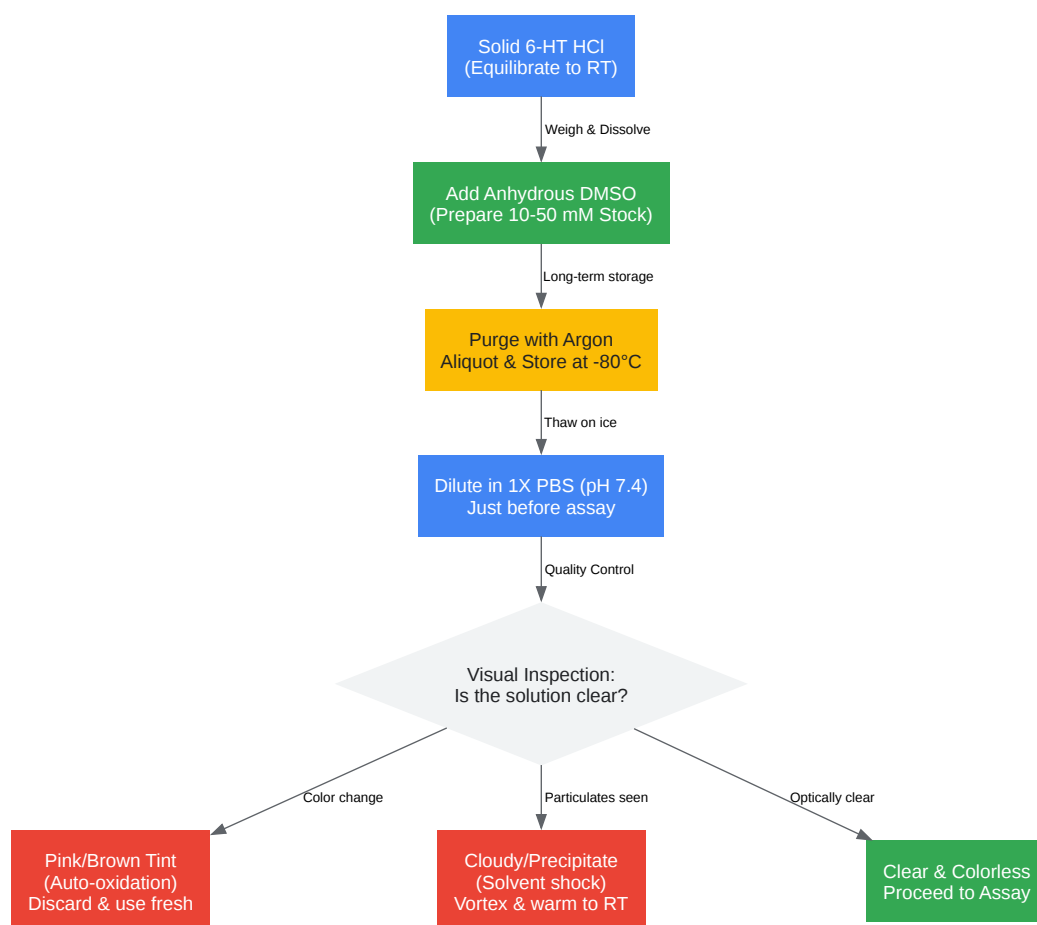 Solid 6-HT HCl
(Equilibrate to RT)
Weigh & Dissolve
Add Anhydrous DMSO
(Prepare 10-50 mM Stock)
Long-term storage
Purge with Argon
Aliquot & Store at -80°C
Thaw on ice
Dilute in 1X PBS (pH 7.4)
Just before assay
Quality Control
Visual Inspection:
Is the solution clear?
Color change
Particulates seen
Optically clear
Pink/Brown Tint
(Auto-oxidation)
Discard & use fresh
Cloudy/Precipitate
(Solvent shock)
Vortex & warm to RT
Clear & Colorless
Proceed to Assay